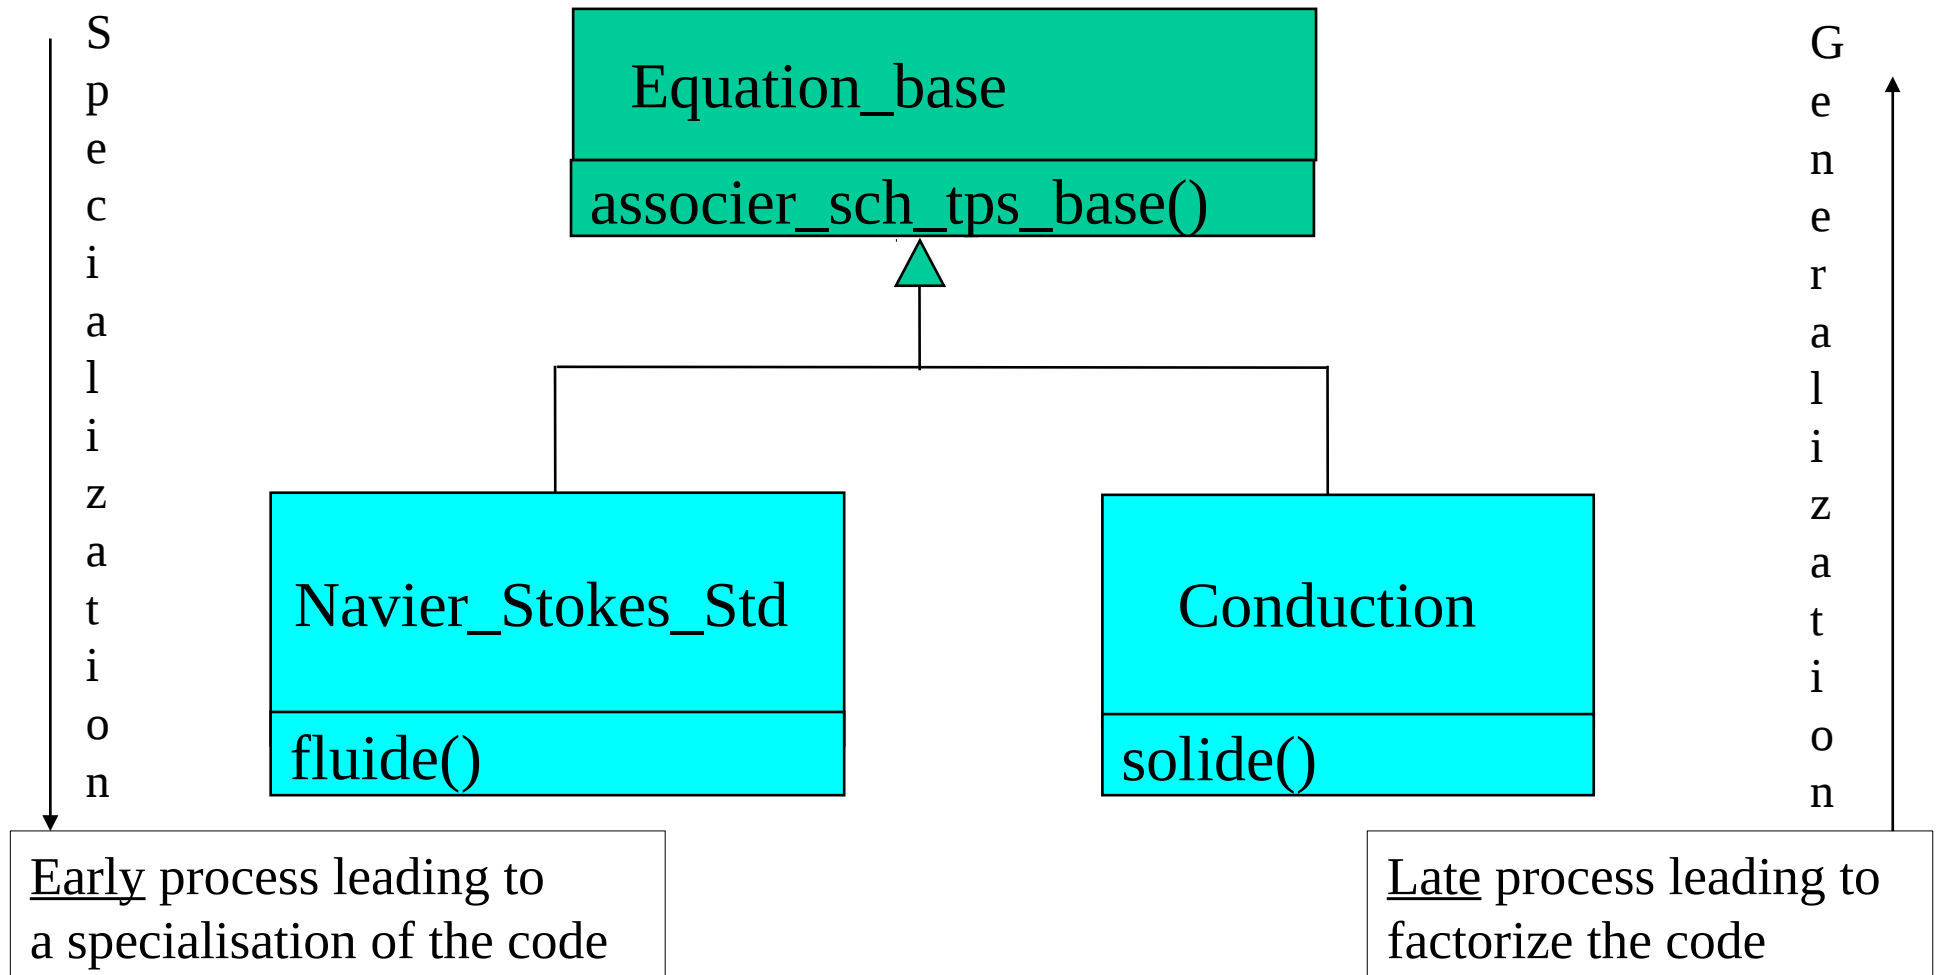 Specialization
Equation_base
associer_sch_tps_base()
Generalization
Navier_Stokes_Std
fluide()
Conduction
solide()
Early process leading to
a specialisation of the code
Late process leading to
factorize the code